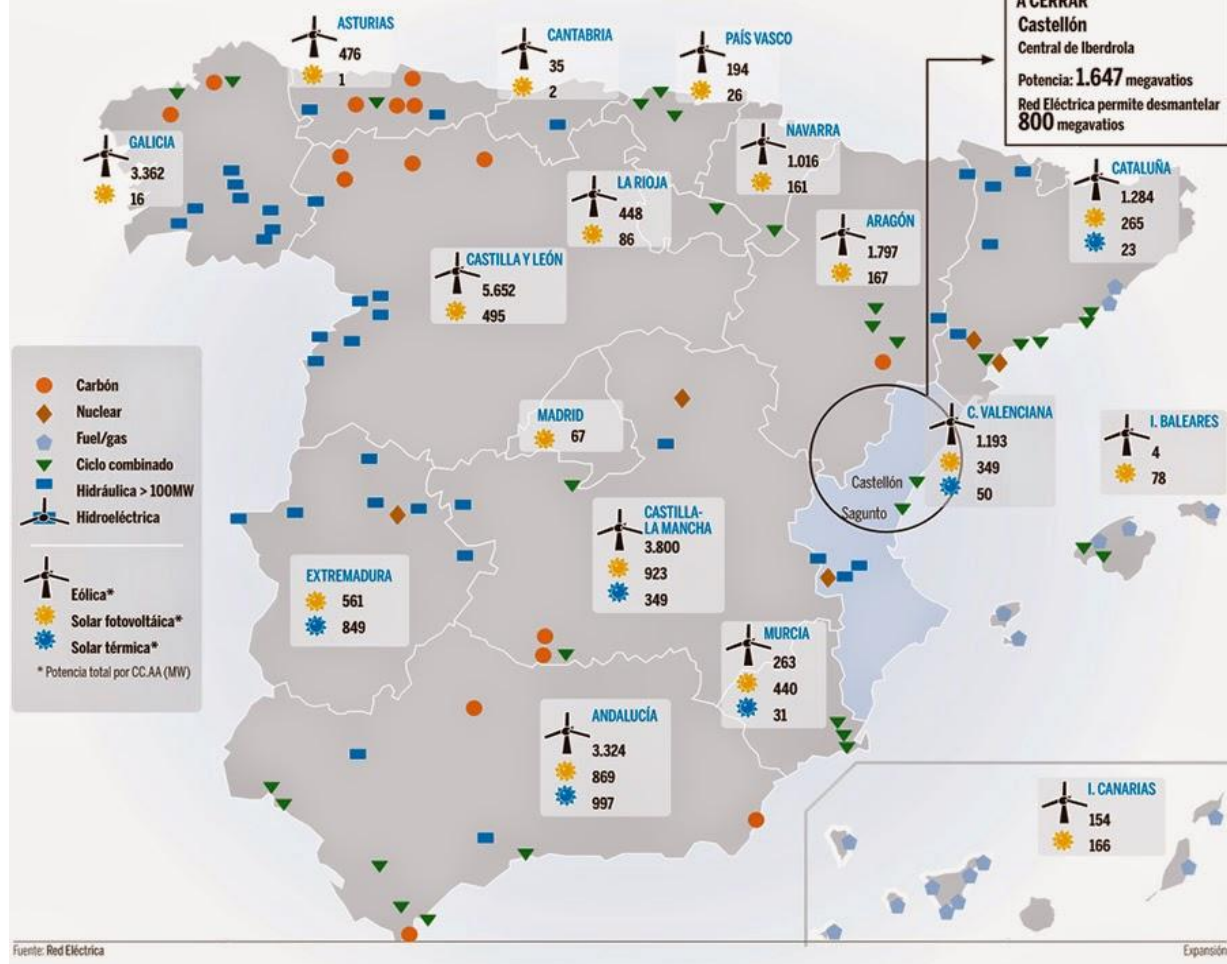 A CERRAR
Castellón
Central de Iberdrola
Potencia: 1.647 megavatios
Red Eléctrica permite desmantelar
800 megavatios
ASTURIAS
476
1
CANTABRIA
35
2
PAÍS VASCO
194
26
NAVARRA
1.016
161
GALICIA
3.362
16
LA RIOJA
448
86
ARAGÓN
1.797
167
CATALUÑA
1.284
265
23
CASTILLA Y LEÓN
5.652
495
MADRID
67
C. VALENCIANA
1.193
349
50
I. BALEARES
4
78
Castellón
Sagunto
CASTILLA-
LA MANCHA
3.800
923
349
EXTREMADURA
561
849
MURCIA
263
440
31
ANDALUCÍA
3.324
869
997
I. CANARIAS
154
166
Carbón
Nuclear
Fuel/gas
Ciclo combinado
Hidráulica > 100MW
Hidroeléctrica
Eólica*
Solar fotovoltáica*
Solar térmica*
* Potencia total por CC.AA (MW)
Fuente: Red Eléctrica
Expansión